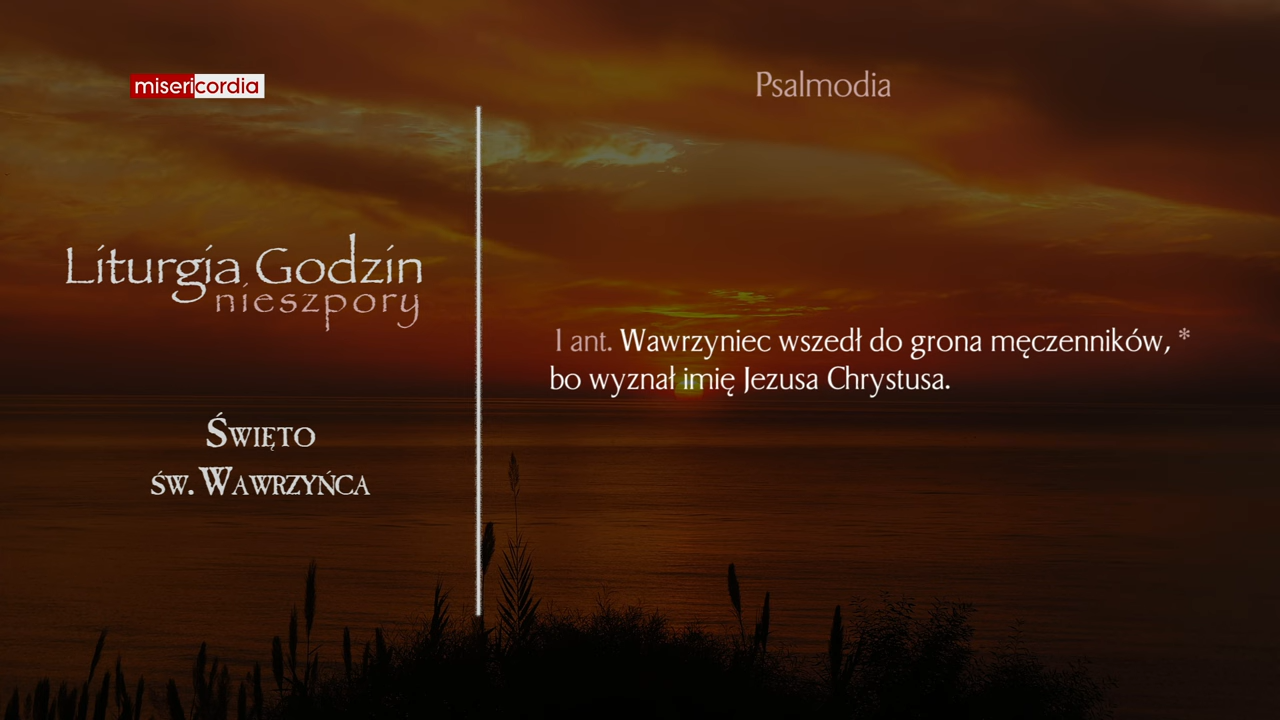 misericordia
Liturgia Godzin
nieszpory
Święto
św. Wawrzyńca
Psalmodia
1 ant. Wawrzyniec wszedł do grona męczenników, *
bo wyznał imię Jezusa Chrystusa.